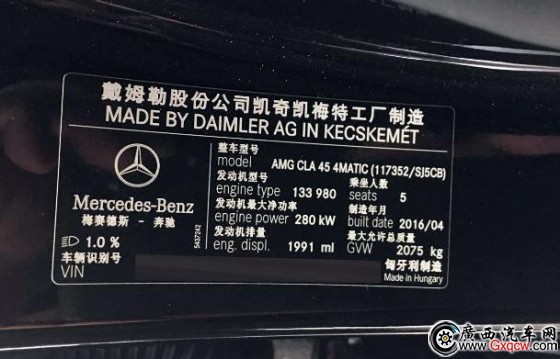 戴姆勒股份公司凯奇凯梅特工厂制造
MADE BY DAIMLER AG IN KECSKEMÉT
整车型号
model AMG CLA 45 4MATIC (117352/SJ5CB)
发动机型号 乘坐人数
engine type 133 980 seats 5
发动机最大净功率 制造年月
engine power 280 kW built date 2016/04
发动机排量 最大允许总质量
eng. displ. 1991 ml GVW 2075 kg
Mercedes-Benz
梅赛德斯 - 奔驰
1.0 %
车辆识别号
VIN
匈牙利制造
Made in Hungary
5437242
廣西汽车网
www.Gxqcw.com